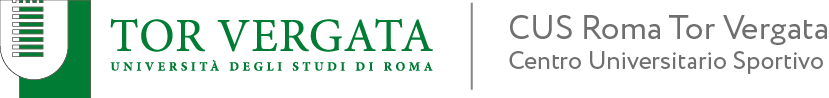 TOR VERGATA
UNIVERSITÀ DEGLI STUDI DI ROMA
CUS Roma Tor Vergata
Centro Universitario Sportivo